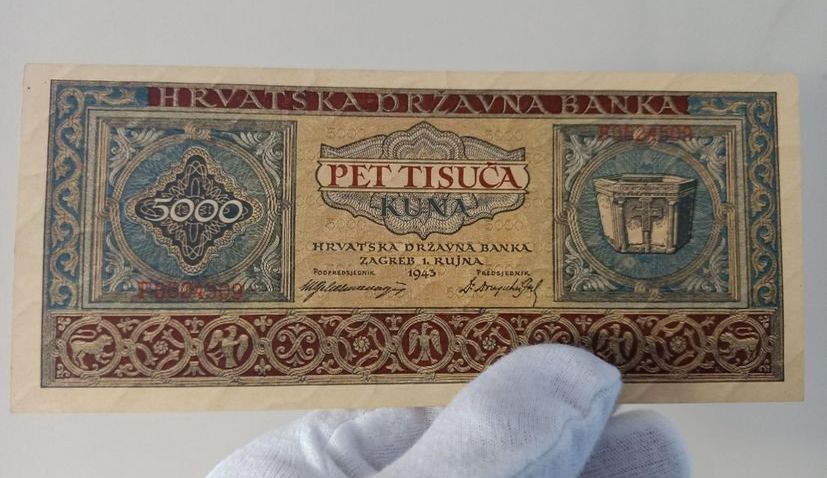 HRVATSKA DRŽAVNA BANKA
5000
PET TISUĆA
KUNA
HRVATSKA DRŽAVNA BANKA
ZAGREB 1. RUJNA
PODPREDSJEDNIK 1943 PREDSJEDNIK